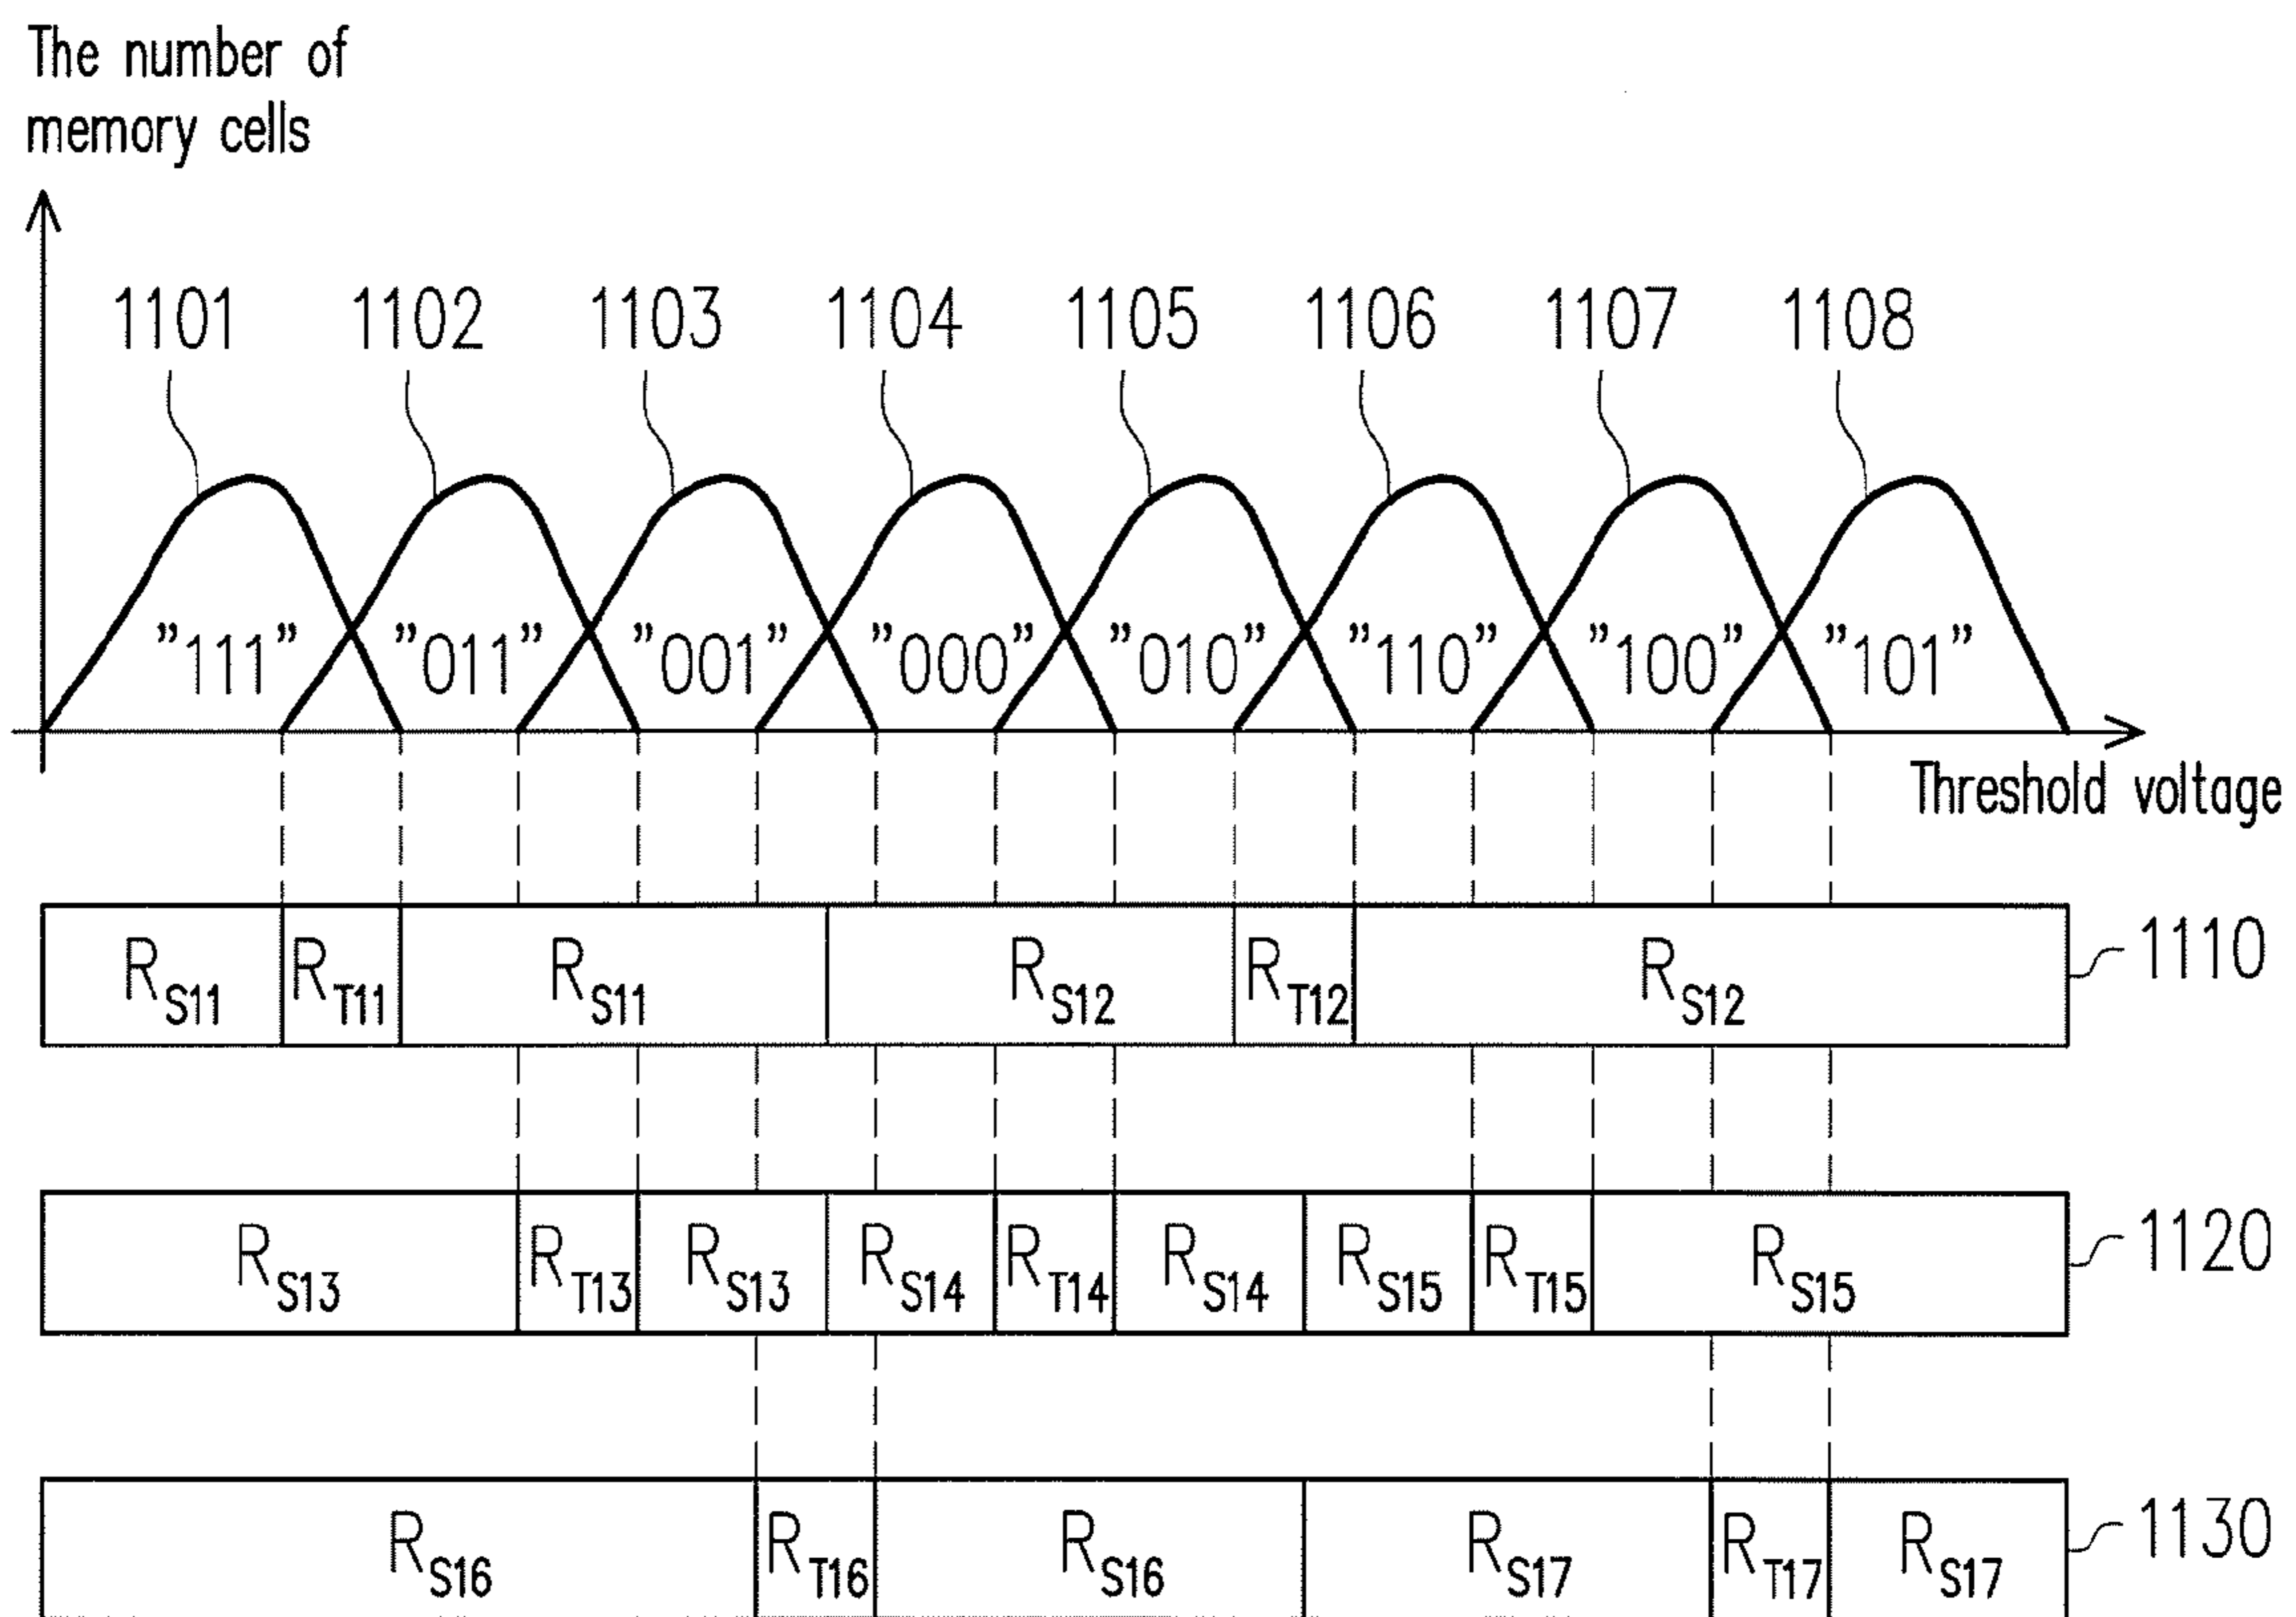 The number of
memory cells
1101 1102 1103 1104 1105 1106 1107 1108
”111” ”011” ”001” ”000” ”010” ”110” ”100” ”101”
Threshold voltage
RS11 RT11 RS11 RS12 RT12 RS12 1110
RS13 RT13 RS13 RS14 RT14 RS14 RS15 RT15 RS15 1120
RS16 RT16 RS16 RS17 RT17 RS17 1130